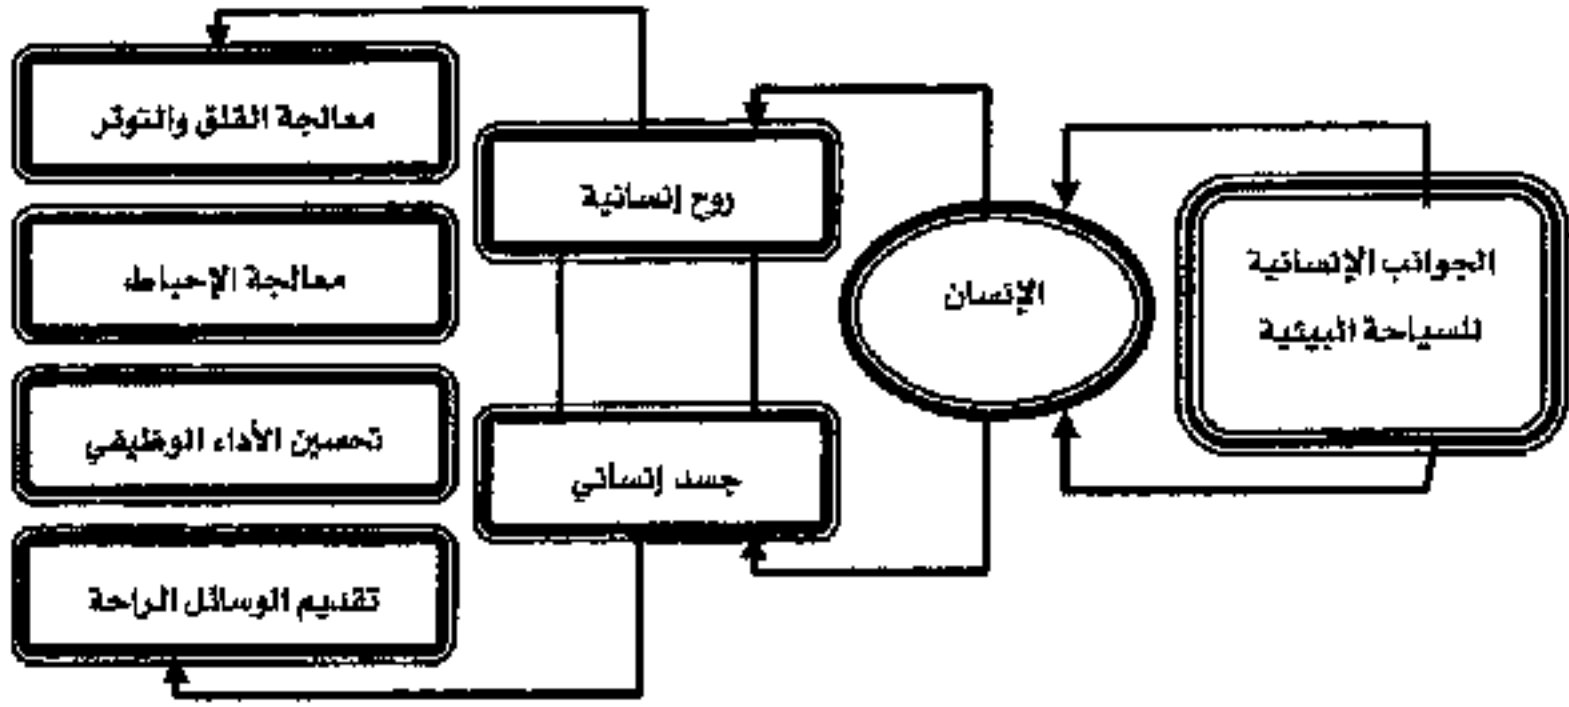 الجوانب الإنسانية
للسياحة البيئية
الإنسان
روح إنسانية
جسد إنساني
معالجة القلق والتوتر
معالجة الإحباط
تحسين الأداء الوظيفي
تقديم الوسائل الراحة